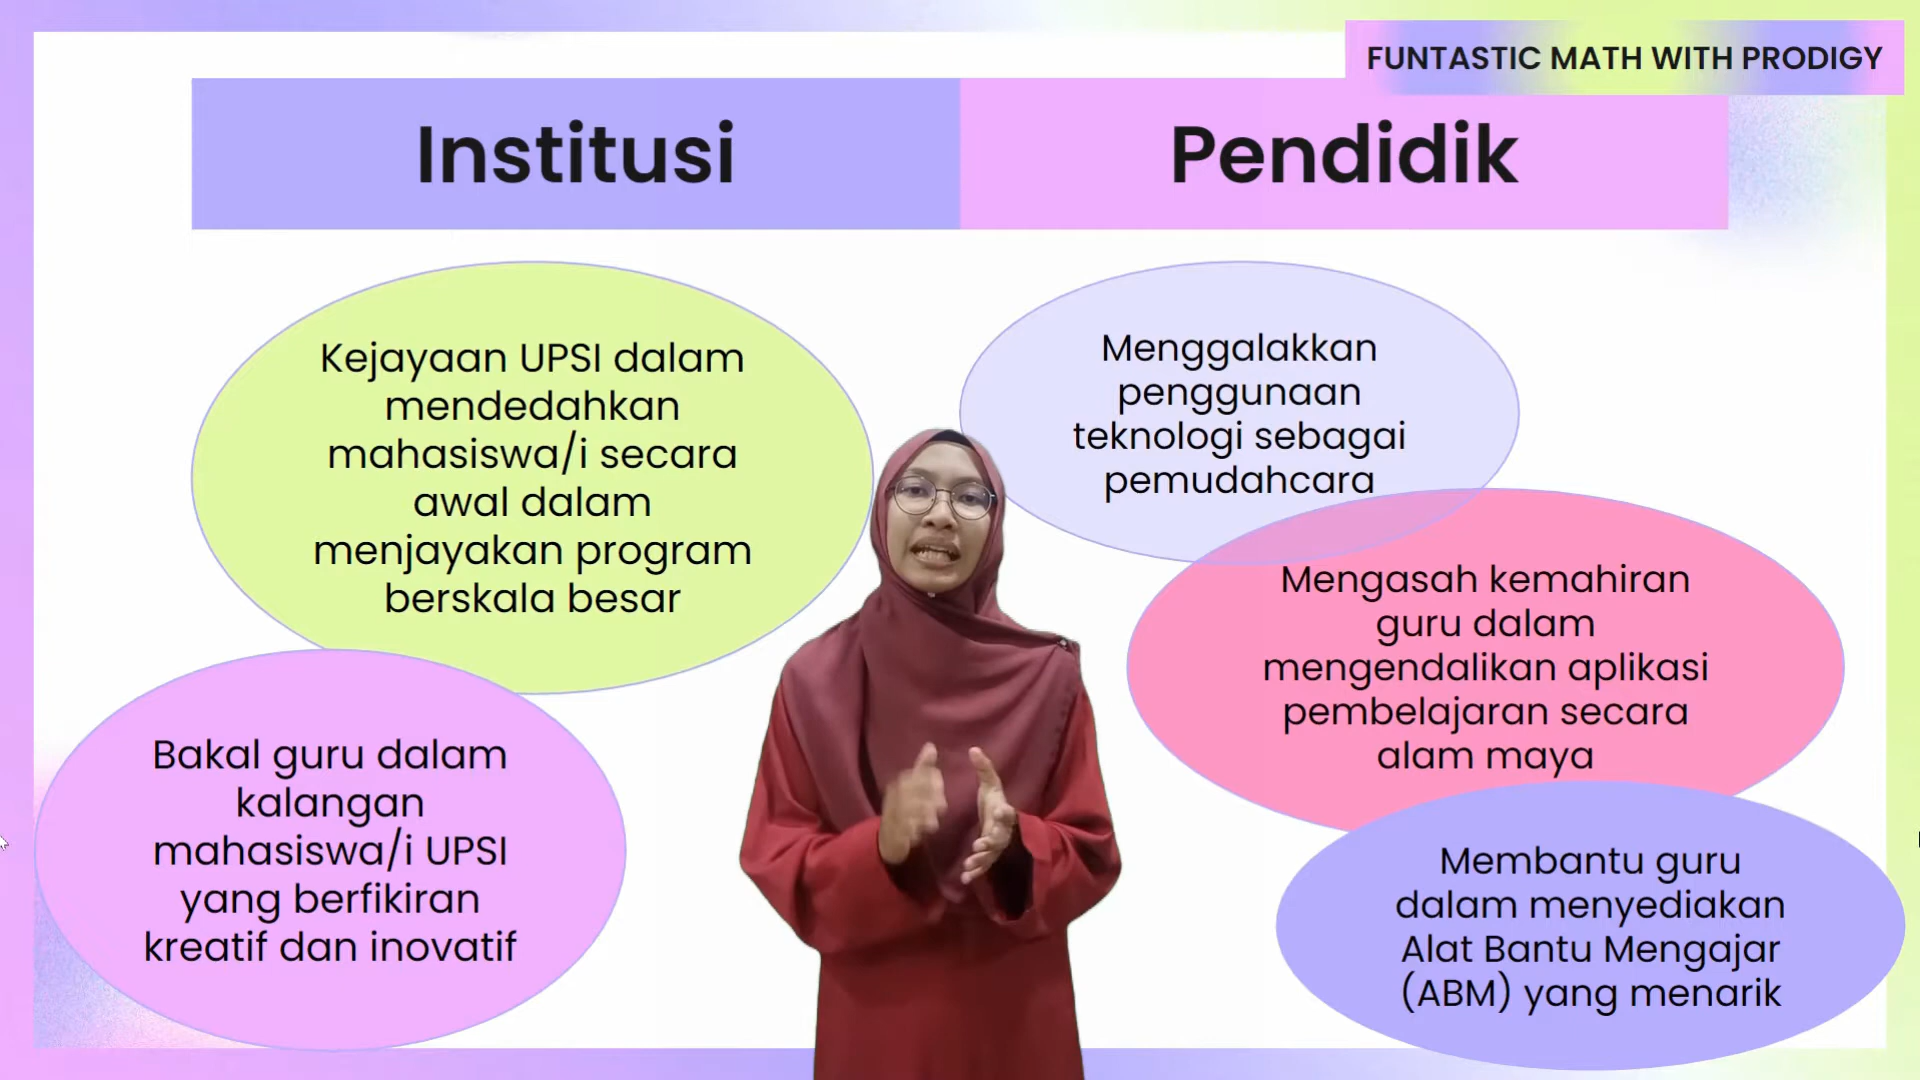 FUNTASTIC MATH WITH PRODIGY
Institusi
Pendidik
Kejayaan UPSI dalam
mendedahkan
mahasiswa/i secara
awal dalam
menjayakan program
berskala besar
Bakal guru dalam
kalangan
mahasiswa/i UPSI
yang berfikiran
kreatif dan inovatif
Menggalakkan
penggunaan
teknologi sebagai
pemudahcara
Mengasah kemahiran
guru dalam
mengendalikan aplikasi
pembelajaran secara
alam maya
Membantu guru
dalam menyediakan
Alat Bantu Mengajar
(ABM) yang menarik